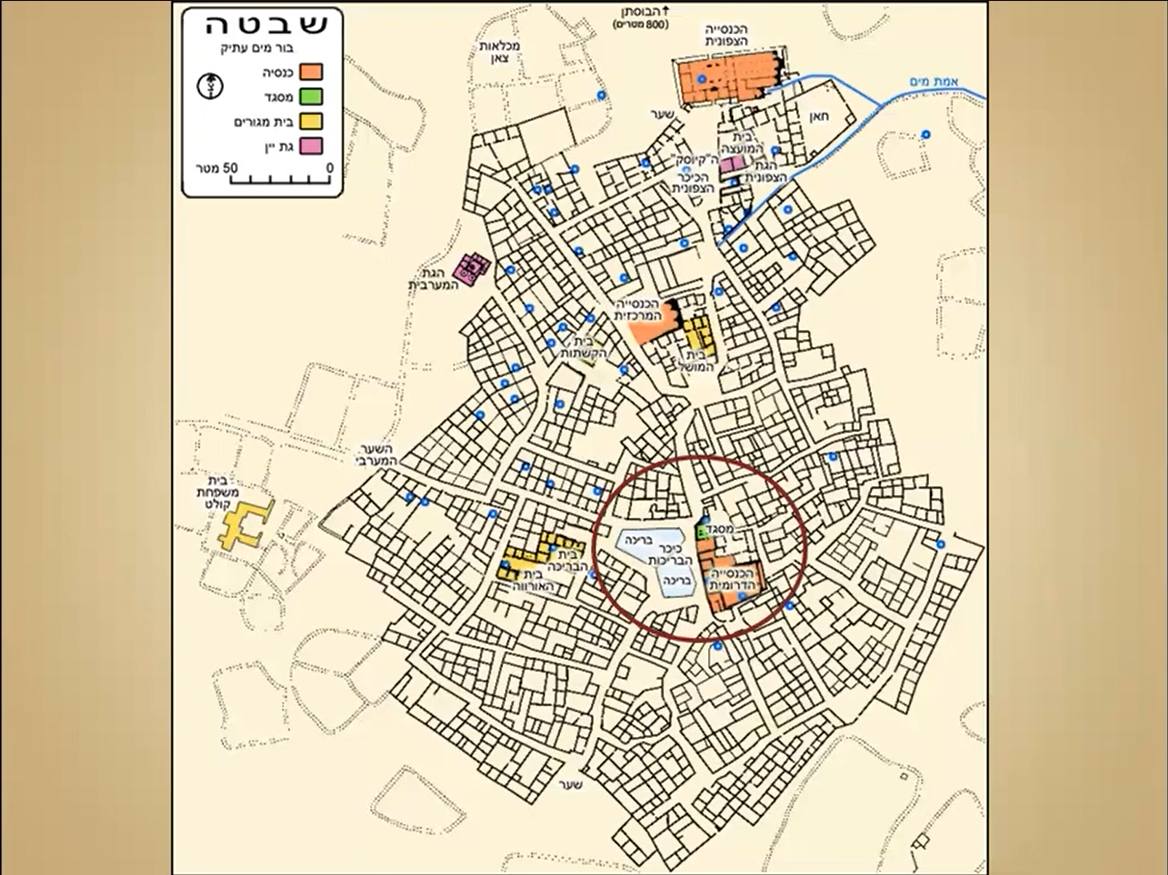 שבטה
בור מים עתיק
כנסיה
מסגד
בית מגורים
גת יין
50 מטר 0
הבוסתן
(800 מטרים)
הכנסייה
הצפונית
מכלאות
צאן
אמת מים
שער
חאן
בית
המועצה
ה"קיוסק"
הגת
הצפונית
הכיכר
הצפונית
הגת
המערבית
הכנסייה
המרכזית
בית
הקשתות
בית
המושל
השער
המערבי
בית
משפחת
קולט
מסגד
בריכה
כיכר
הבריכות
בריכה
הכנסייה
הדרומית
בית
הבריכה
בית
האורווה
שער